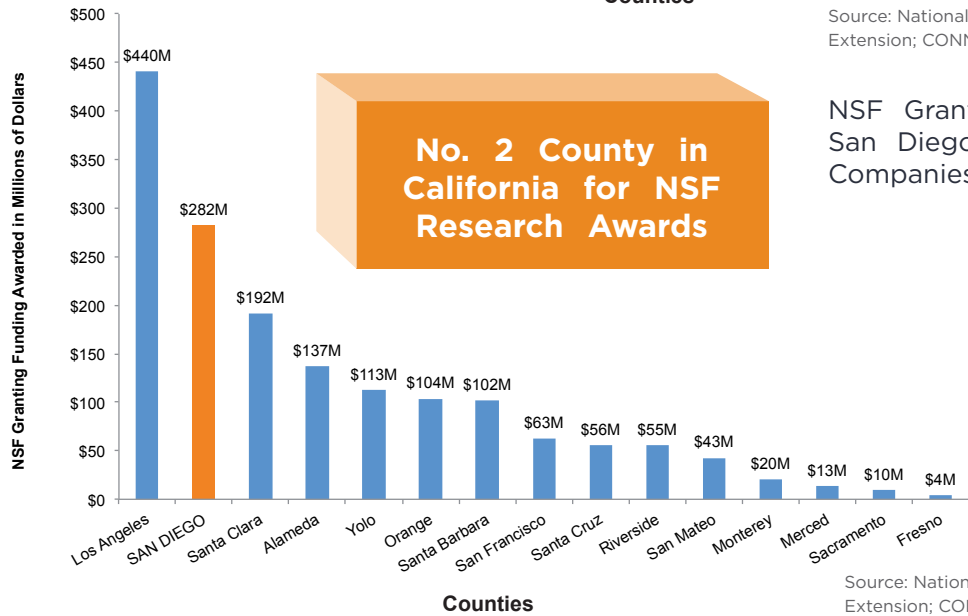 Counties
Source: National
Extension; CONN
NSF Grant
San Diego
Companies
NSF Granting Funding Awarded in Millions of Dollars
$500
$450
$400
$350
$300
$250
$200
$150
$100
$50
$0
$440M
$282M
$192M
$137M
$113M
$104M
$102M
$63M
$56M
$55M
$43M
$20M
$13M
$10M
$4M
No. 2 County in
California for NSF
Research Awards
Los Angeles
SAN DIEGO
Santa Clara
Alameda
Yolo
Orange
Santa Barbara
San Francisco
Santa Cruz
Riverside
San Mateo
Monterey
Merced
Sacramento
Fresno
Counties
Source: Nation
Extension; CO